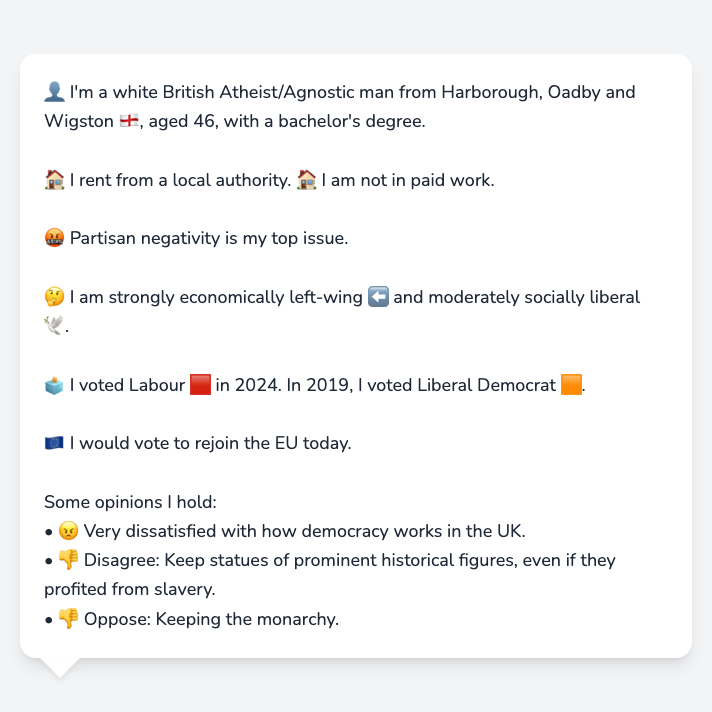 👤 I'm a white British Atheist/Agnostic man from Harborough, Oadby and
Wigston 🏴󠁧󠁢󠁥󠁮󠁧󠁿, aged 46, with a bachelor's degree.
🏠 I rent from a local authority. 🏠 I am not in paid work.
🤬 Partisan negativity is my top issue.
🤔 I am strongly economically left-wing ⬅️ and moderately socially liberal
🕊️.
🗳️ I voted Labour 🟥 in 2024. In 2019, I voted Liberal Democrat 🟧.
🇪🇺 I would vote to rejoin the EU today.
Some opinions I hold:
• 😠 Very dissatisfied with how democracy works in the UK.
• 👎 Disagree: Keep statues of prominent historical figures, even if they
profited from slavery.
• 👎 Oppose: Keeping the monarchy.